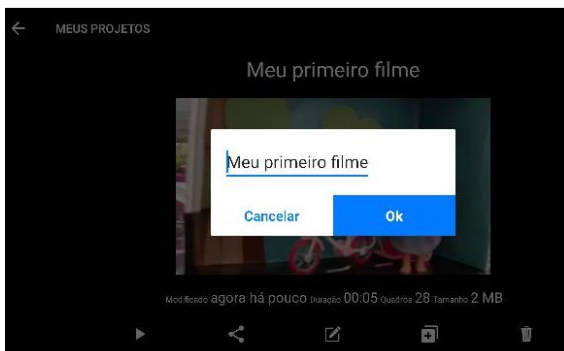 MEUS PROJETOS
Meu primeiro filme
Meu primeiro filme
Cancelar Ok
Modificado agora há pouco Duração 00:05 Quadros 28 Tamanho 2 MB